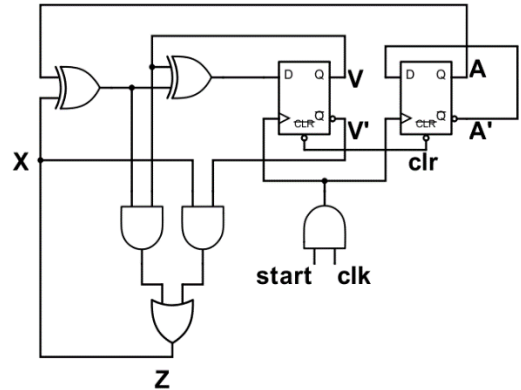 D Q V
CLR Q V'
D Q A
CLR Q A'
X
clr
start clk
Z